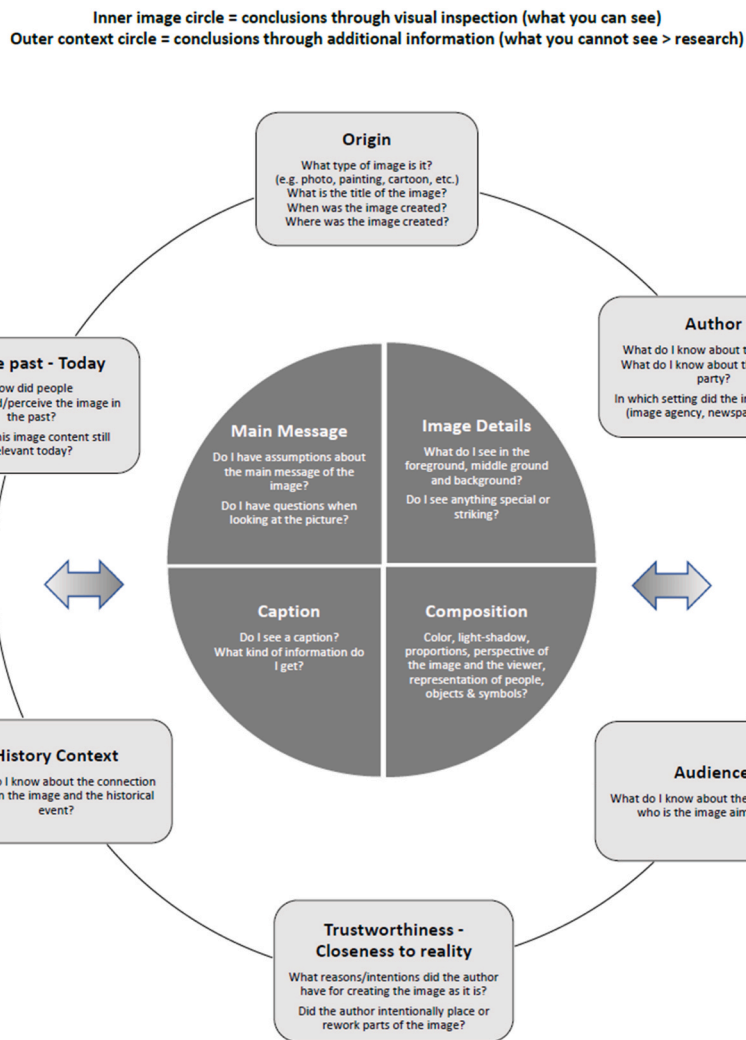 Inner image circle = conclusions through visual inspection (what you can see)
Outer context circle = conclusions through additional information (what you cannot see > research)
Origin
What type of image is it?
(e.g. photo, painting, cartoon, etc.)
What is the title of the image?
When was the image created?
Where was the image created?
Author
What do I know about
What do I know about
party?
In which setting did the
(image agency,
past - Today
did people
perceive the image in
the past?
image content still
today?
Main Message
Do I have assumptions about
the main message of the
image?
Do I have questions when
looking at the picture?
Image Details
What do I see in the
foreground, middle ground
and background?
Do I see anything special or
striking?
Caption
Do I see a caption?
What kind of information do
I get?
Composition
Color, light-shadow,
proportions, perspective of
the image and the viewer,
representation of people,
objects & symbols?
History Context
I know about the connection
the image and the historical
event?
Audience
What do I know about the
who is the image
Trustworthiness -
Closeness to reality
What reasons/intentions did the author
have for creating the image as it is?
Did the author intentionally place or
rework parts of the image?